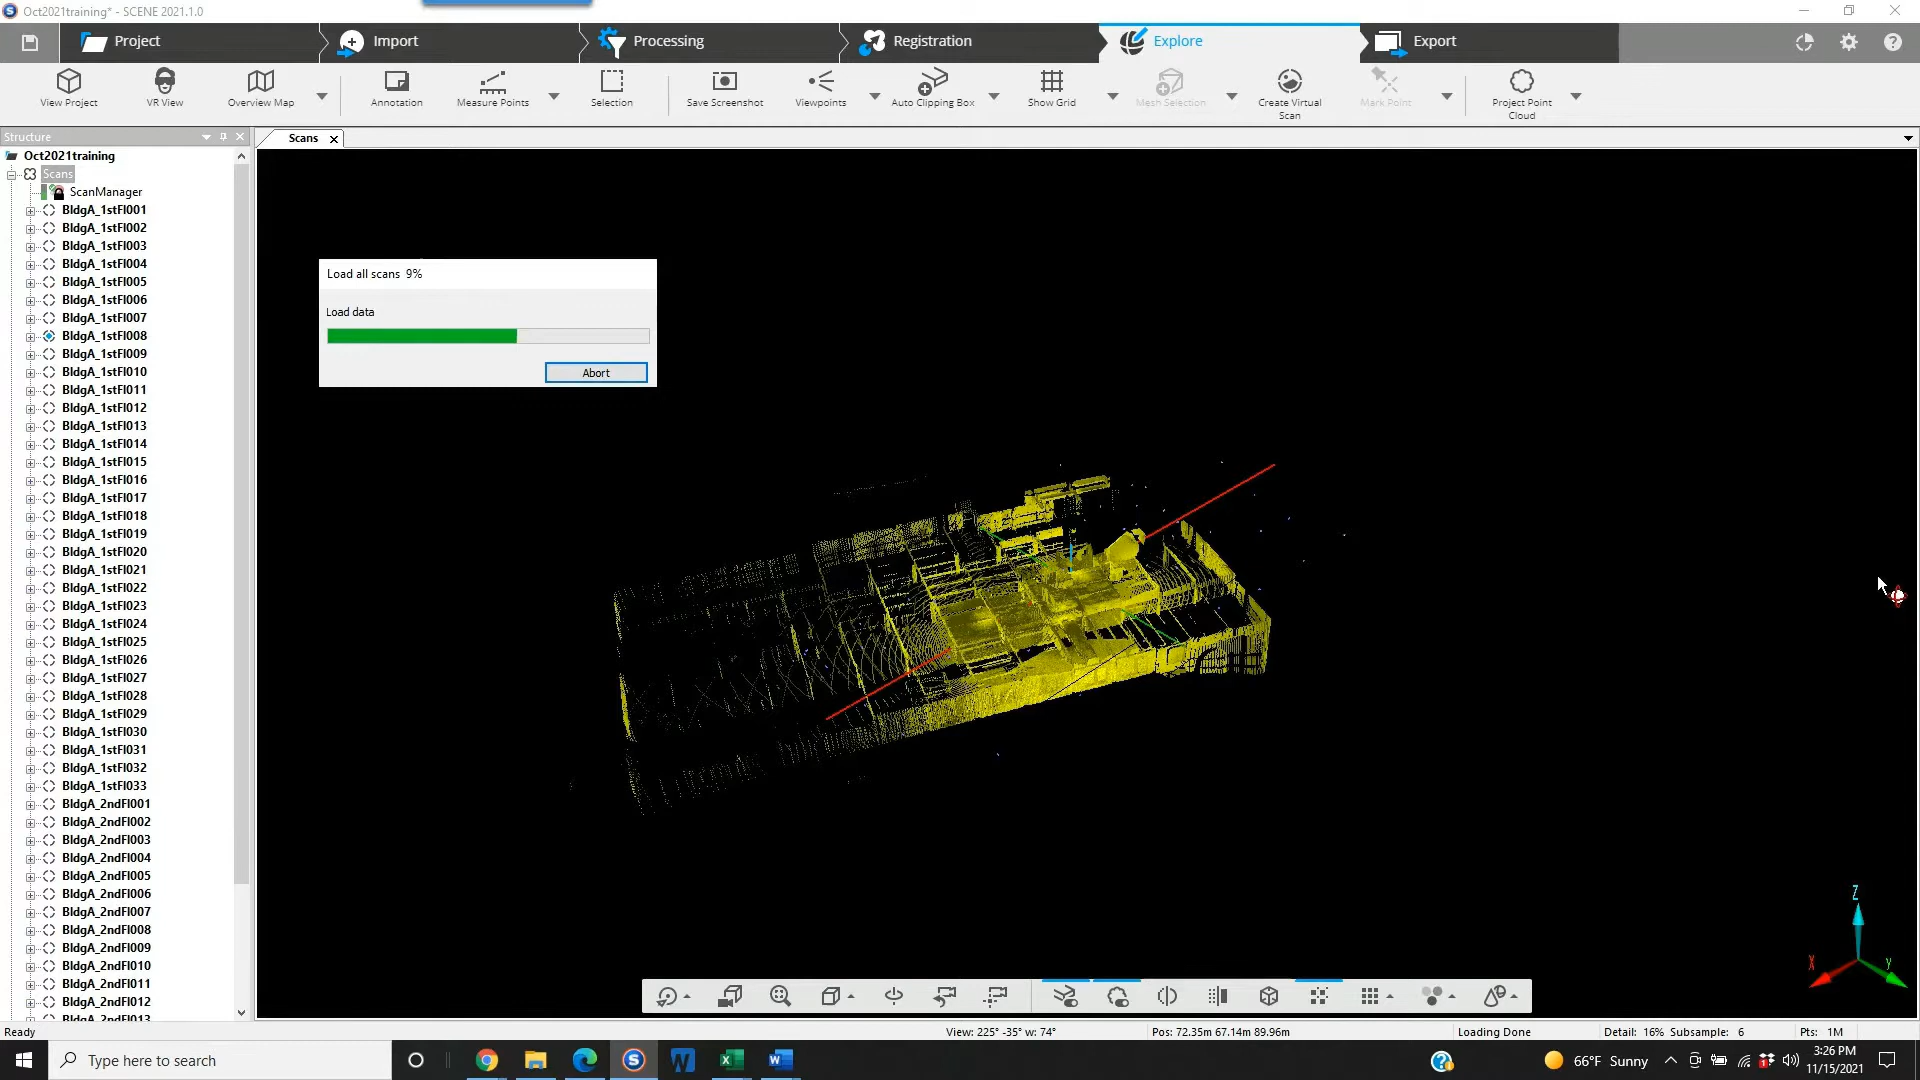 Oct2021training* - SCENE 2021.1.0
Project
Import
Processing
Registration
Explore
Export
View Project
VR View
Overview Map
Annotation
Measure Points
Selection
Save Screenshot
Viewpoints
Auto Clipping Box
Show Grid
Mesh Selection
Create Virtual
Scan
Mark Point
Project Point
Cloud
Structure
Scans
Oct2021training
Scans
ScanManager
BldgA_1stFl001
BldgA_1stFl002
BldgA_1stFl003
BldgA_1stFl004
BldgA_1stFl005
BldgA_1stFl006
BldgA_1stFl007
BldgA_1stFl008
BldgA_1stFl009
BldgA_1stFl010
BldgA_1stFl011
BldgA_1stFl012
BldgA_1stFl013
BldgA_1stFl014
BldgA_1stFl015
BldgA_1stFl016
BldgA_1stFl017
BldgA_1stFl018
BldgA_1stFl019
BldgA_1stFl020
BldgA_1stFl021
BldgA_1stFl022
BldgA_1stFl023
BldgA_1stFl024
BldgA_1stFl025
BldgA_1stFl026
BldgA_1stFl027
BldgA_1stFl028
BldgA_1stFl029
BldgA_1stFl030
BldgA_1stFl031
BldgA_1stFl032
BldgA_1stFl033
BldgA_2ndFl001
BldgA_2ndFl002
BldgA_2ndFl003
BldgA_2ndFl004
BldgA_2ndFl005
BldgA_2ndFl006
BldgA_2ndFl007
BldgA_2ndFl008
BldgA_2ndFl009
BldgA_2ndFl010
BldgA_2ndFl011
BldgA_2ndFl012
BldgA_2ndFl013
Load all scans 9%
Load data
Abort
Z
X
y
Ready
View: 225° -35° w: 74°
Pos: 72.35m 67.14m 89.96m
Loading Done
Detail: 16% Subsample: 6
Pts: 1M
Type here to search
66°F Sunny
3:26 PM
11/15/2021